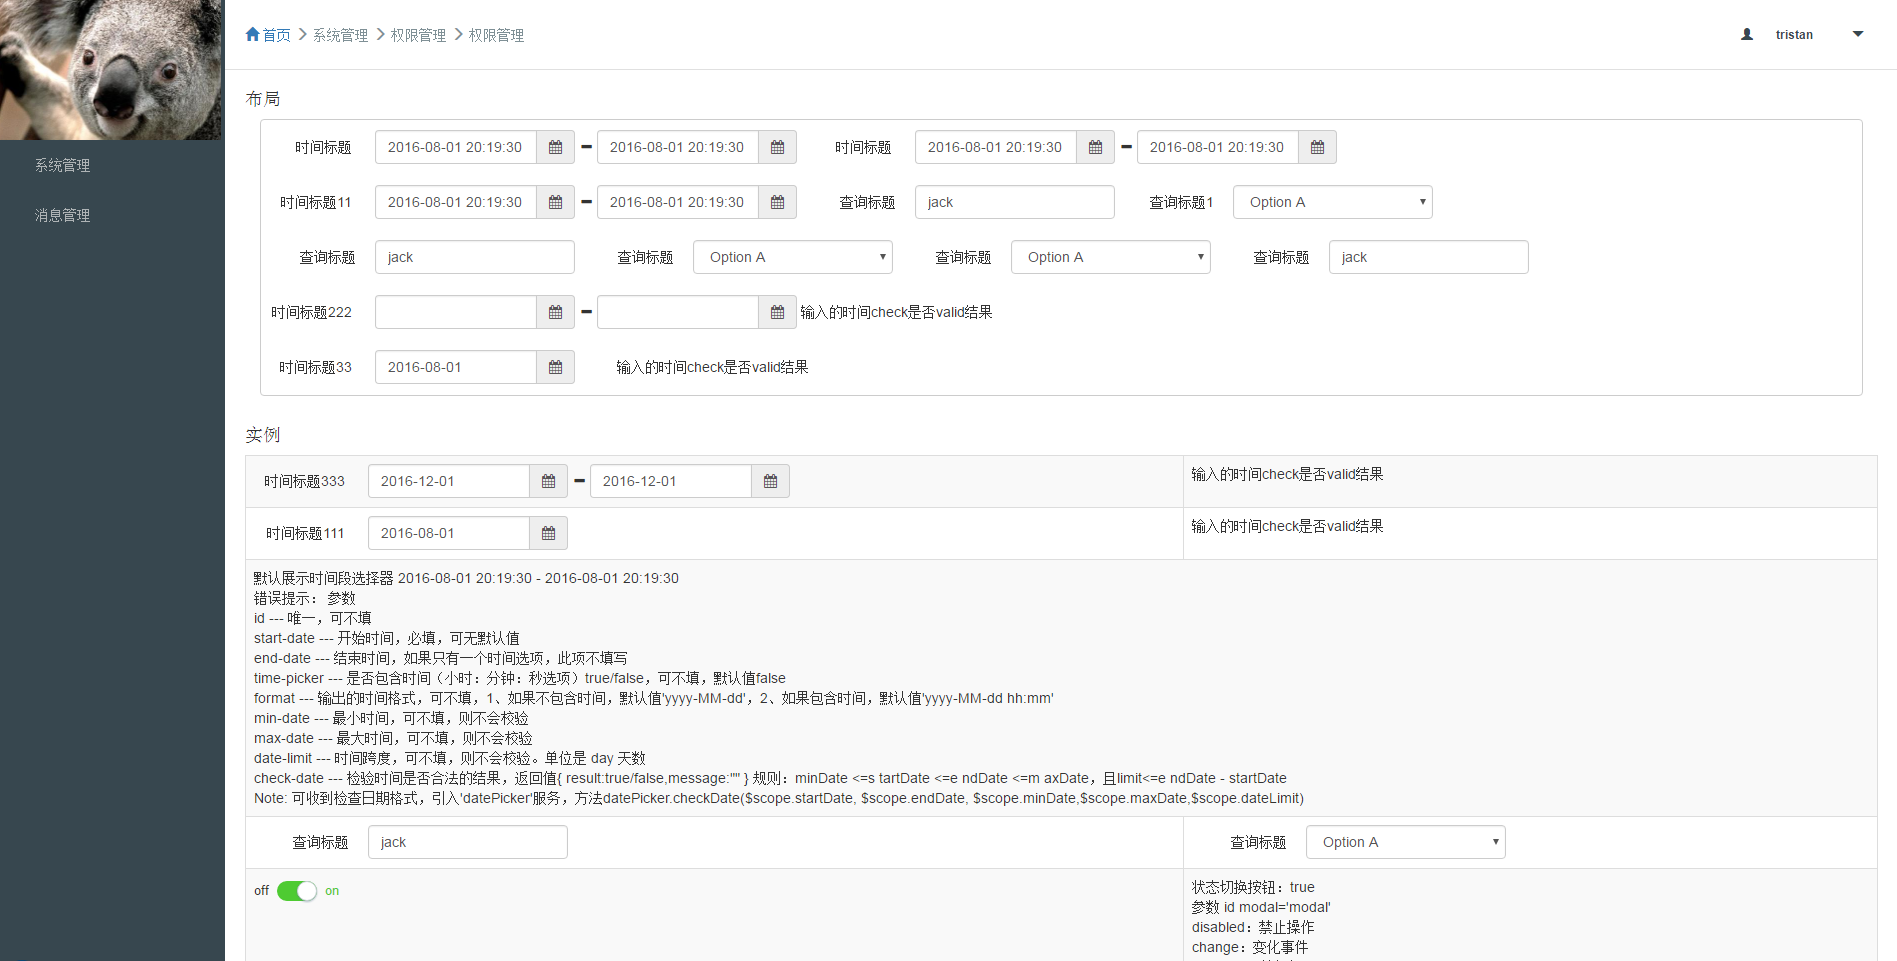 首页 系统管理 权限管理 权限管理
tristan
系统管理
消息管理
布局
时间标题 2016-08-01 20:19:30 2016-08-01 20:19:30 时间标题 2016-08-01 20:19:30 2016-08-01 20:19:30
时间标题11 2016-08-01 20:19:30 2016-08-01 20:19:30 查询标题 jack 查询标题1 Option A
查询标题 jack 查询标题 Option A 查询标题 Option A 查询标题 jack
时间标题222 输入的时间check是否valid结果
时间标题33 2016-08-01 输入的时间check是否valid结果
实例
时间标题333 2016-12-01 2016-12-01 输入的时间check是否valid结果
时间标题111 2016-08-01 输入的时间check是否valid结果
默认展示时间段选择器 2016-08-01 20:19:30 - 2016-08-01 20:19:30
错误提示： 参数
id --- 唯一，可不填
start-date --- 开始时间，必填，可无默认值
end-date --- 结束时间，如果只有一个时间选项，此项不填写
time-picker --- 是否包含时间（小时：分钟：秒选项）true/false，可不填，默认值false
format --- 输出的时间格式，可不填，1、如果不包含时间，默认值'yyyy-MM-dd'，2、如果包含时间，默认值'yyyy-MM-dd hh:mm'
min-date --- 最小时间，可不填，则不会校验
max-date --- 最大时间，可不填，则不会校验
date-limit --- 时间跨度，可不填，则不会校验。单位是 day 天数
check-date --- 检验时间是否合法的结果，返回值{ result:true/false,message:"" } 规则：minDate <=s tartDate <=e ndDate <=m axDate，且limit<=e ndDate - startDate
Note: 可收到检查日期格式，引入'datePicker'服务，方法datePicker.checkDate($scope.startDate, $scope.endDate, $scope.minDate,$scope.maxDate,$scope.dateLimit)
查询标题 jack 查询标题 Option A
off on
状态切换按钮：true
参数 id modal='modal'
disabled：禁止操作
change：变化事件